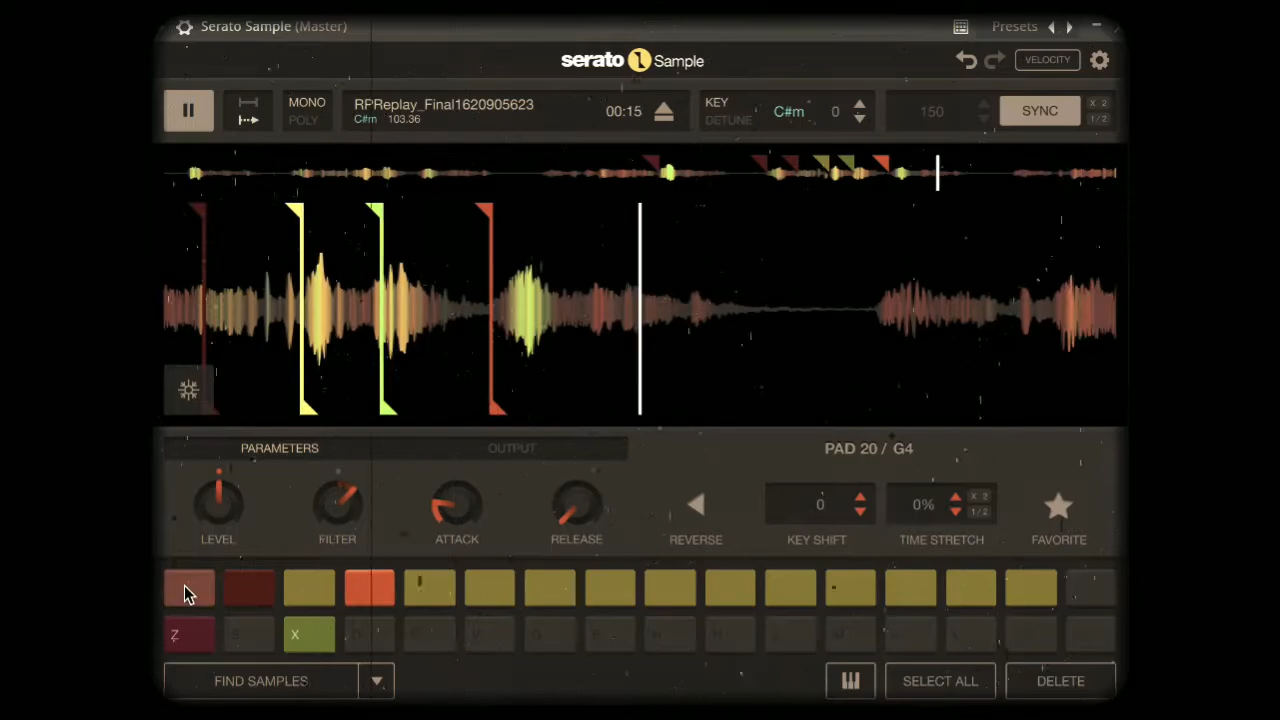 Serato Sample (Master)
Presets
serato Sample
VELOCITY
MONO
POLY
RPReplay_Final1620905623
C#m 103.36
00:15
KEY
DETUNE
C#m
0
150
SYNC
X 2
1/2
PARAMETERS
OUTPUT
PAD 20 / G4
0
0%
X 2
1/2
LEVEL
FILTER
ATTACK
RELEASE
REVERSE
KEY SHIFT
TIME STRETCH
FAVORITE
Z
X
FIND SAMPLES
SELECT ALL
DELETE